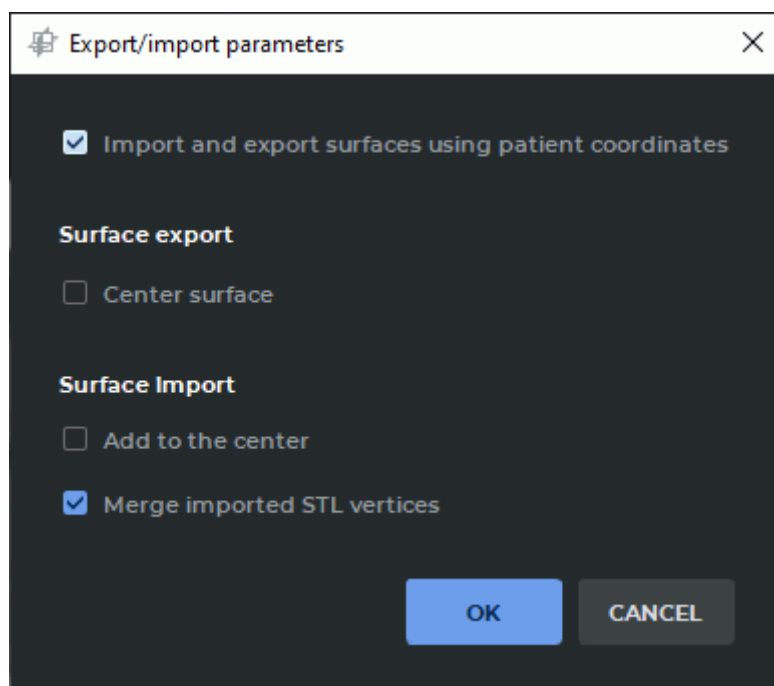 Export/import parameters
Import and export surfaces using patient coordinates
Surface export
Center surface
Surface Import
Add to the center
Merge imported STL vertices
OK
CANCEL